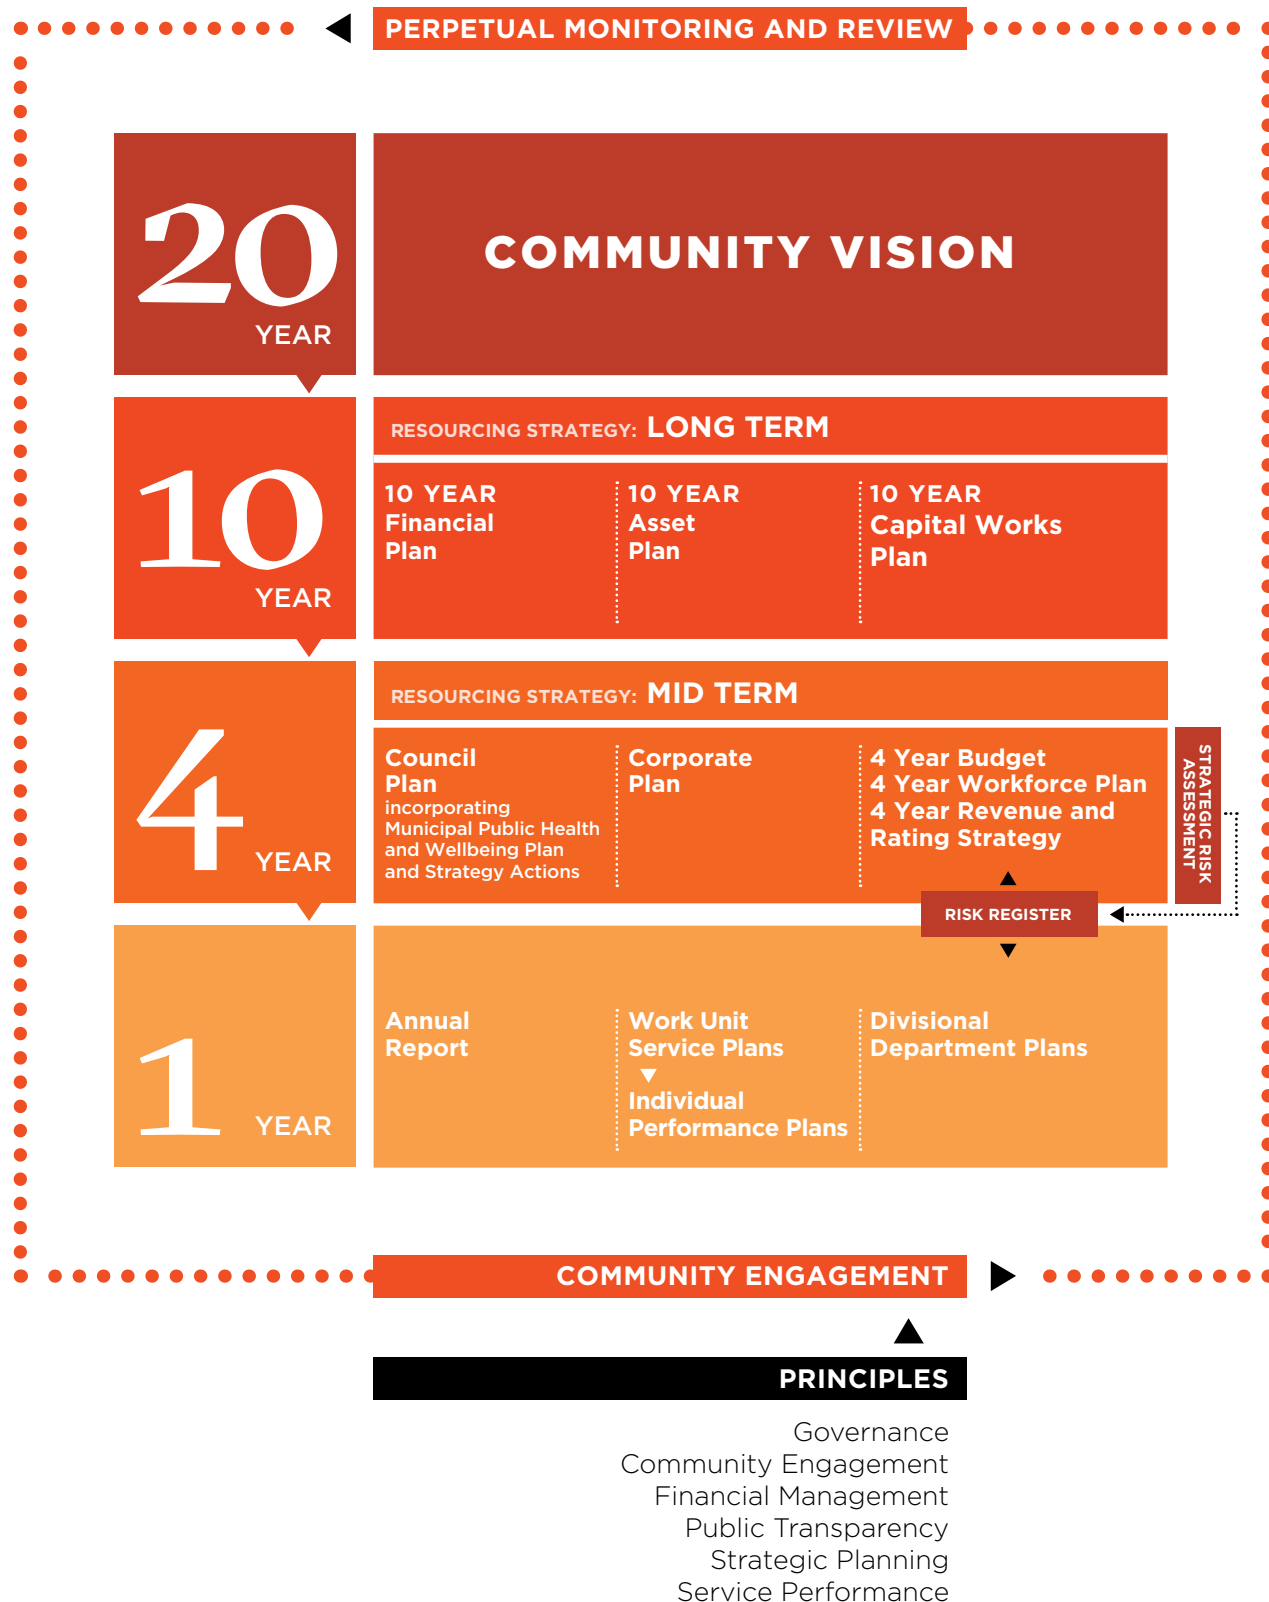 PERPETUAL MONITORING AND REVIEW
20
YEAR
COMMUNITY VISION
10
YEAR
RESOURCING STRATEGY: LONG TERM
10 YEAR
Financial
Plan
10 YEAR
Asset
Plan
10 YEAR
Capital Works
Plan
4
YEAR
RESOURCING STRATEGY: MID TERM
Council
Plan
incorporating
Municipal Public Health
and Wellbeing Plan
and Strategy Actions
Corporate
Plan
4 Year Budget
4 Year Workforce Plan
4 Year Revenue and
Rating Strategy
STRATEGIC RISK
ASSESSMENT
RISK REGISTER
1
YEAR
Annual
Report
Work Unit
Service Plans
Individual
Performance Plans
Divisional
Department Plans
COMMUNITY ENGAGEMENT
PRINCIPLES
Governance
Community Engagement
Financial Management
Public Transparency
Strategic Planning
Service Performance